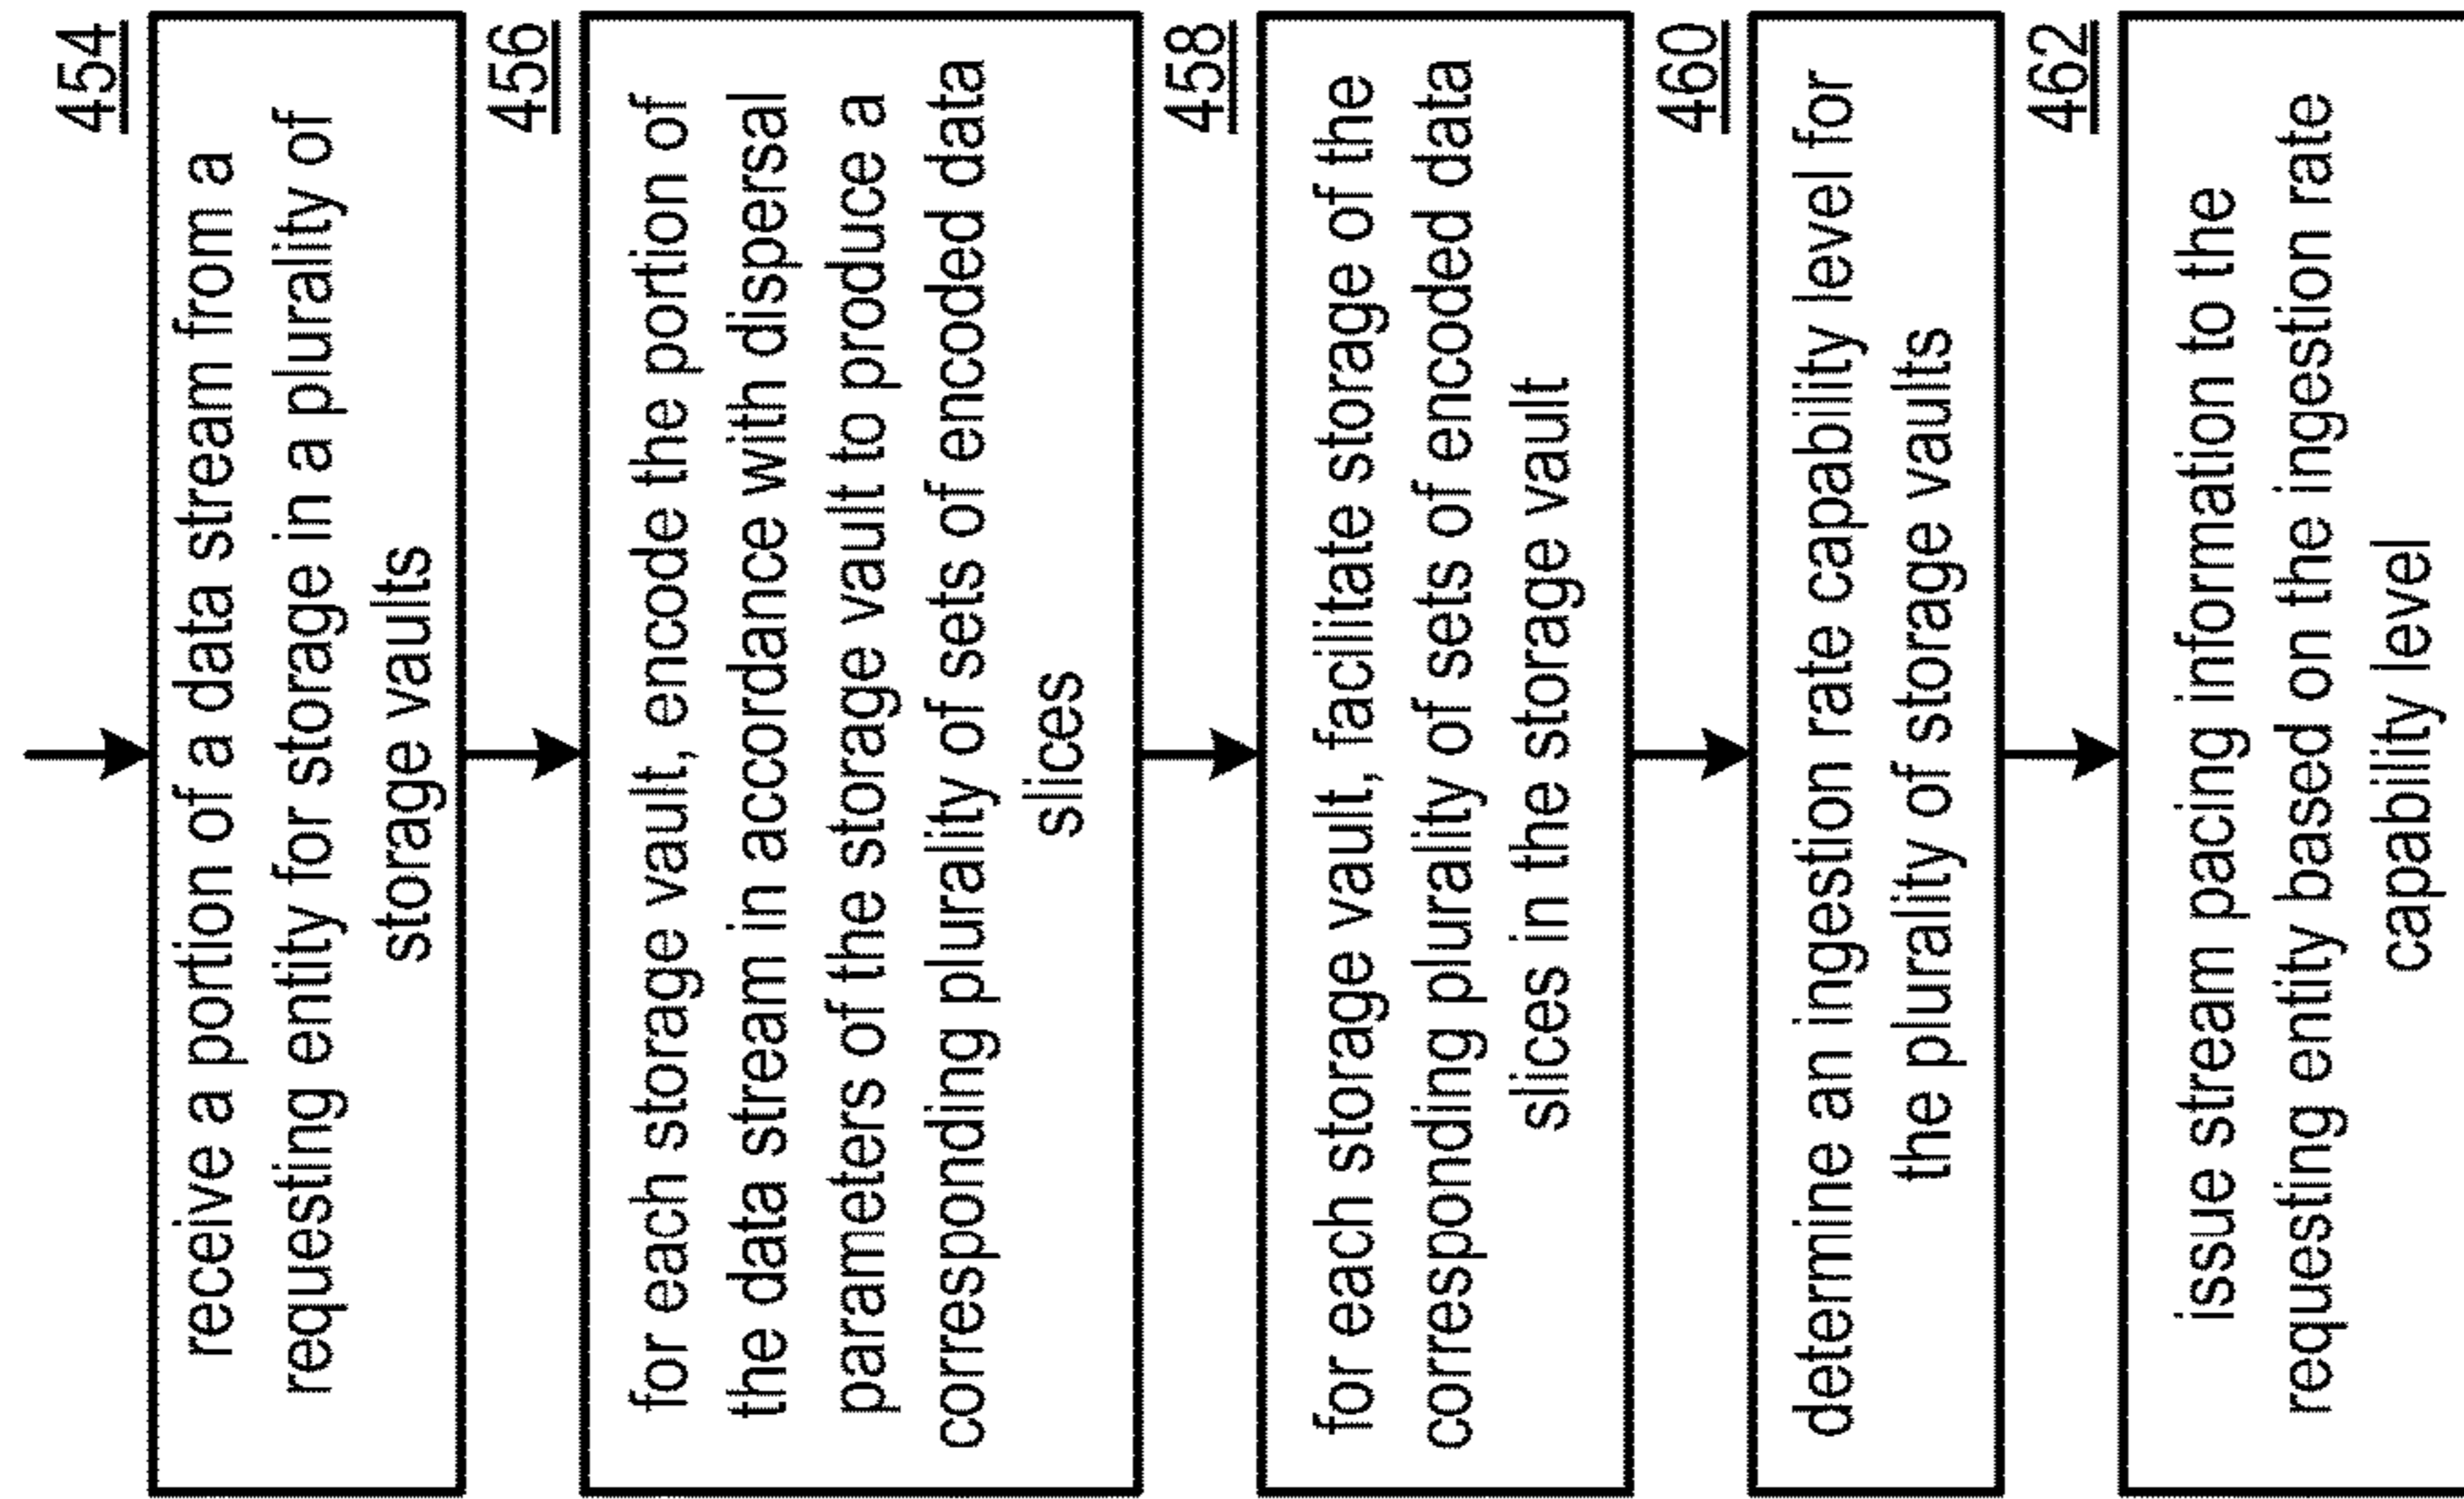 454
receive a portion of a data stream from a
requesting entity for storage in a plurality of
storage vaults
456
for each storage vault, encode the portion of
the data stream in accordance with dispersal
parameters of the storage vault to produce a
corresponding plurality of sets of encoded data
slices
458
for each storage vault, facilitate storage of the
corresponding plurality of sets of encoded data
slices in the storage vault
460
determine an ingestion rate capability level for
the plurality of storage vaults
462
issue stream pacing information to the
requesting entity based on the ingestion rate
capability level